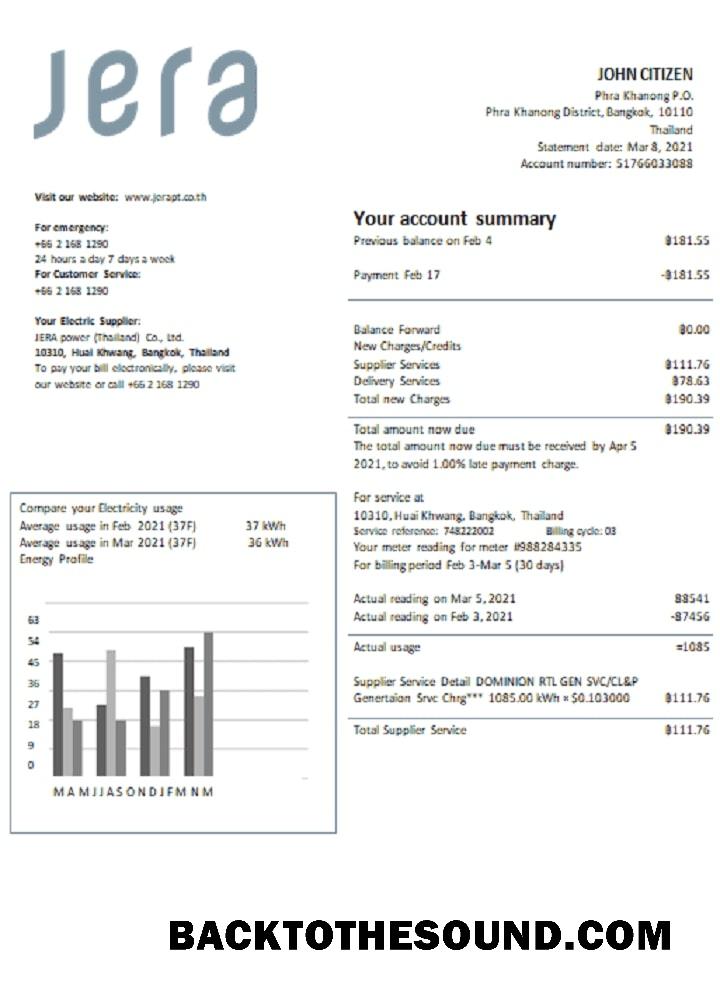 Jera
JOHN CITIZEN
Phra Khanong P.O.
Phra Khanong District, Bangkok, 10110
Thailand
Statement date: Mar 8, 2021
Account number: 51766033088
Visit our website: www.jerapt.co.th
For emergency:
+66 2 168 1290
24 hours a day 7 days a week
For Customer Service:
+66 2 168 1290
Your Electric Supplier:
JERA power (Thailand) Co., Ltd.
10310, Huai Khwang, Bangkok, Thailand
To pay your bill electronically, please visit
our website or call +66 2 168 1290
Your account summary
Previous balance on Feb 4 ฿181.55
Payment Feb 17 -฿181.55
Balance Forward ฿0.00
New Charges/Credits
Supplier Services ฿111.76
Delivery Services ฿78.63
Total new Charges ฿190.39
Total amount now due ฿190.39
The total amount now due must be received by Apr 5
2021, to avoid 1.00% late payment charge.
Compare your Electricity usage
Average usage in Feb 2021 (37F) 37 kWh
Average usage in Mar 2021 (37F) 36 kWh
Energy Profile
63
54
45
36
27
18
9
0
M A M J J A S O N D J F M N M
For service at
10310, Huai Khwang, Bangkok, Thailand
Service reference: 748222002 Billing cycle: 03
Your meter reading for meter #988284335
For billing period Feb 3-Mar 5 (30 days)
Actual reading on Mar 5, 2021 88541
Actual reading on Feb 3, 2021 -87456
Actual usage =1085
Supplier Service Detail DOMINION RTL GEN SVC/CL&P
Genertaion Srvc Chrg*** 1085.00 kWh × $0.103000 ฿111.76
Total Supplier Service ฿111.76
BACKTOTHESOUND.COM